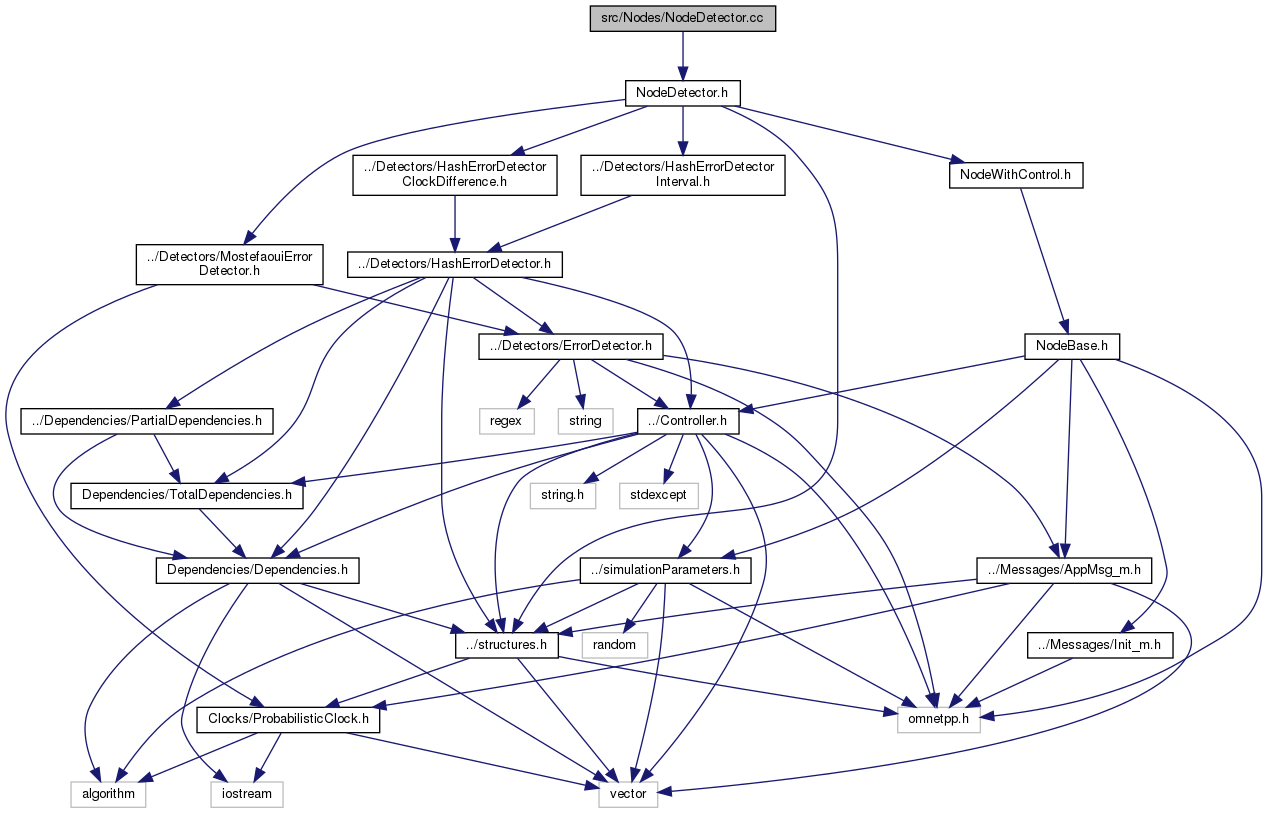 src/Nodes/NodeDetector.cc
NodeDetector.h
../Detectors/HashErrorDetector
ClockDifference.h
../Detectors/HashErrorDetector
Interval.h
NodeWithControl.h
../Detectors/MostefaouiError
Detector.h
../Detectors/HashErrorDetector.h
../Detectors/ErrorDetector.h
NodeBase.h
../Dependencies/PartialDependencies.h
regex
string
../Controller.h
Dependencies/TotalDependencies.h
string.h
stdexcept
Dependencies/Dependencies.h
../simulationParameters.h
../Messages/AppMsg_m.h
../structures.h
random
../Messages/Init_m.h
Clocks/ProbabilisticClock.h
omnetpp.h
algorithm
iostream
vector